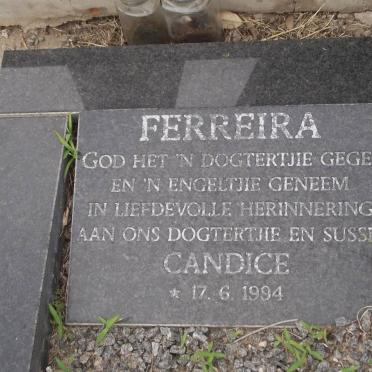 FERREIRA
GOD HET 'N DOGTERTJIE GEGE
EN 'N ENGELTJIE GENEEM
IN LIEFDEVOLLE HERINNERING
AAN ONS DOGTERTJIE EN SUSSI
CANDICE
* 17. 6. 1994